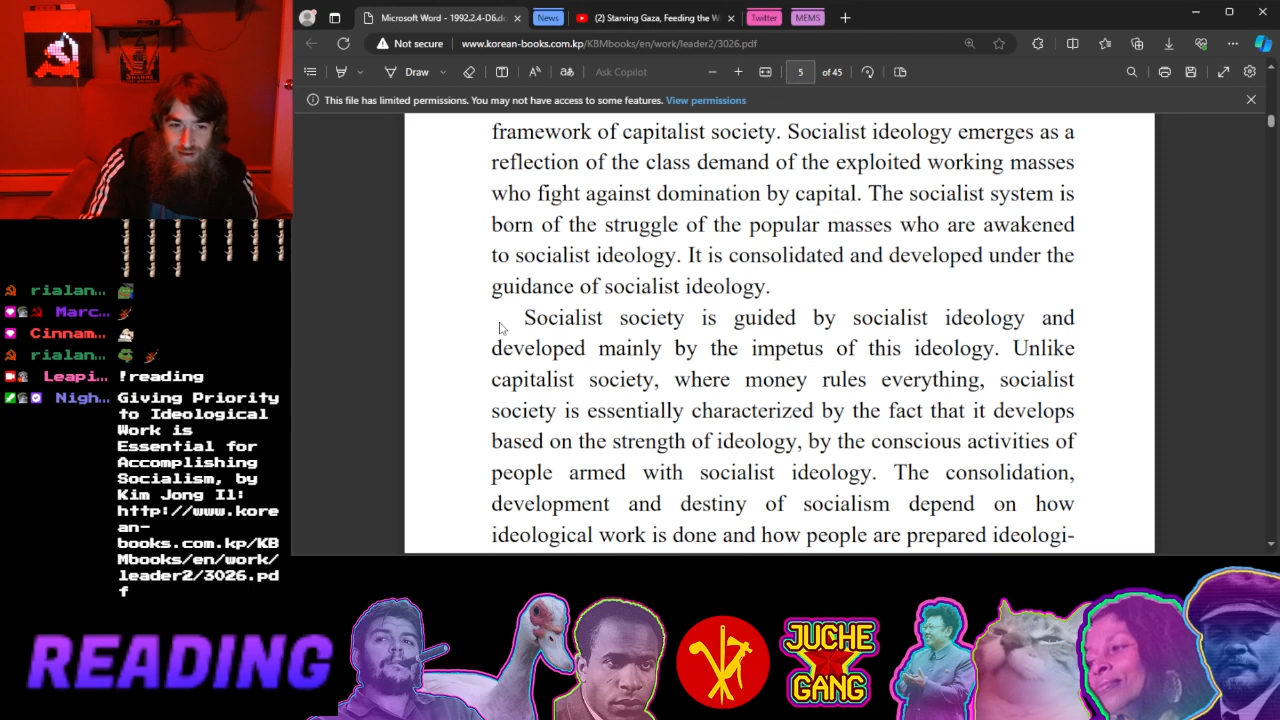 Microsoft Word - 1992.2.4-D6.do
News
(2) Starving Gaza, Feeding the W
Twitter
MEMS
Not secure
www.korean-books.com.kp/KBMbooks/en/work/leader2/3026.pdf
Draw
Ask Copilot
5 of 45
This file has limited permissions. You may not have access to some features. View permissions
framework of capitalist society. Socialist ideology emerges as a
reflection of the class demand of the exploited working masses
who fight against domination by capital. The socialist system is
born of the struggle of the popular masses who are awakened
to socialist ideology. It is consolidated and developed under the
guidance of socialist ideology.
Socialist society is guided by socialist ideology and
developed mainly by the impetus of this ideology. Unlike
capitalist society, where money rules everything, socialist
society is essentially characterized by the fact that it develops
based on the strength of ideology, by the conscious activities of
people armed with socialist ideology. The consolidation,
development and destiny of socialism depend on how
ideological work is done and how people are prepared ideologi-
rialan...
Marc...
Cinnam...
rialan...
Leapi... !reading
Nigh... Giving Priority
to Ideological
Work is
Essential for
Accomplishing
Socialism, by
Kim Jong Il:
http://www.kore
an-
books.com.kp/KB
Mbooks/en/work/
leader2/3026.pd
f
READING
JUCHE
GANG